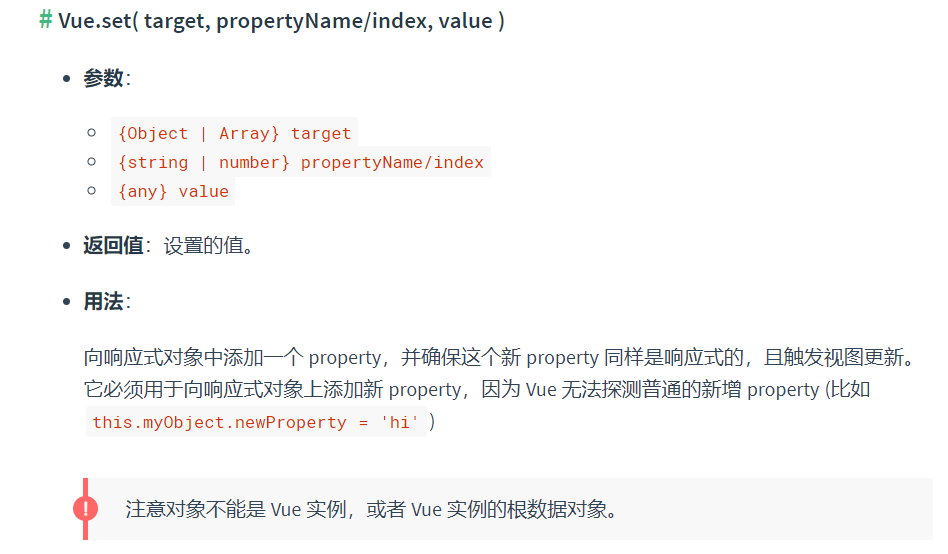 # Vue.set( target, propertyName/index, value )
参数：
{Object | Array} target
{string | number} propertyName/index
{any} value
返回值：设置的值。
用法：
向响应式对象中添加一个 property，并确保这个新 property 同样是响应式的，且触发视图更新。
它必须用于向响应式对象上添加新 property，因为 Vue 无法探测普通的新增 property (比如
this.myObject.newProperty = 'hi' )
! 注意对象不能是 Vue 实例，或者 Vue 实例的根数据对象。